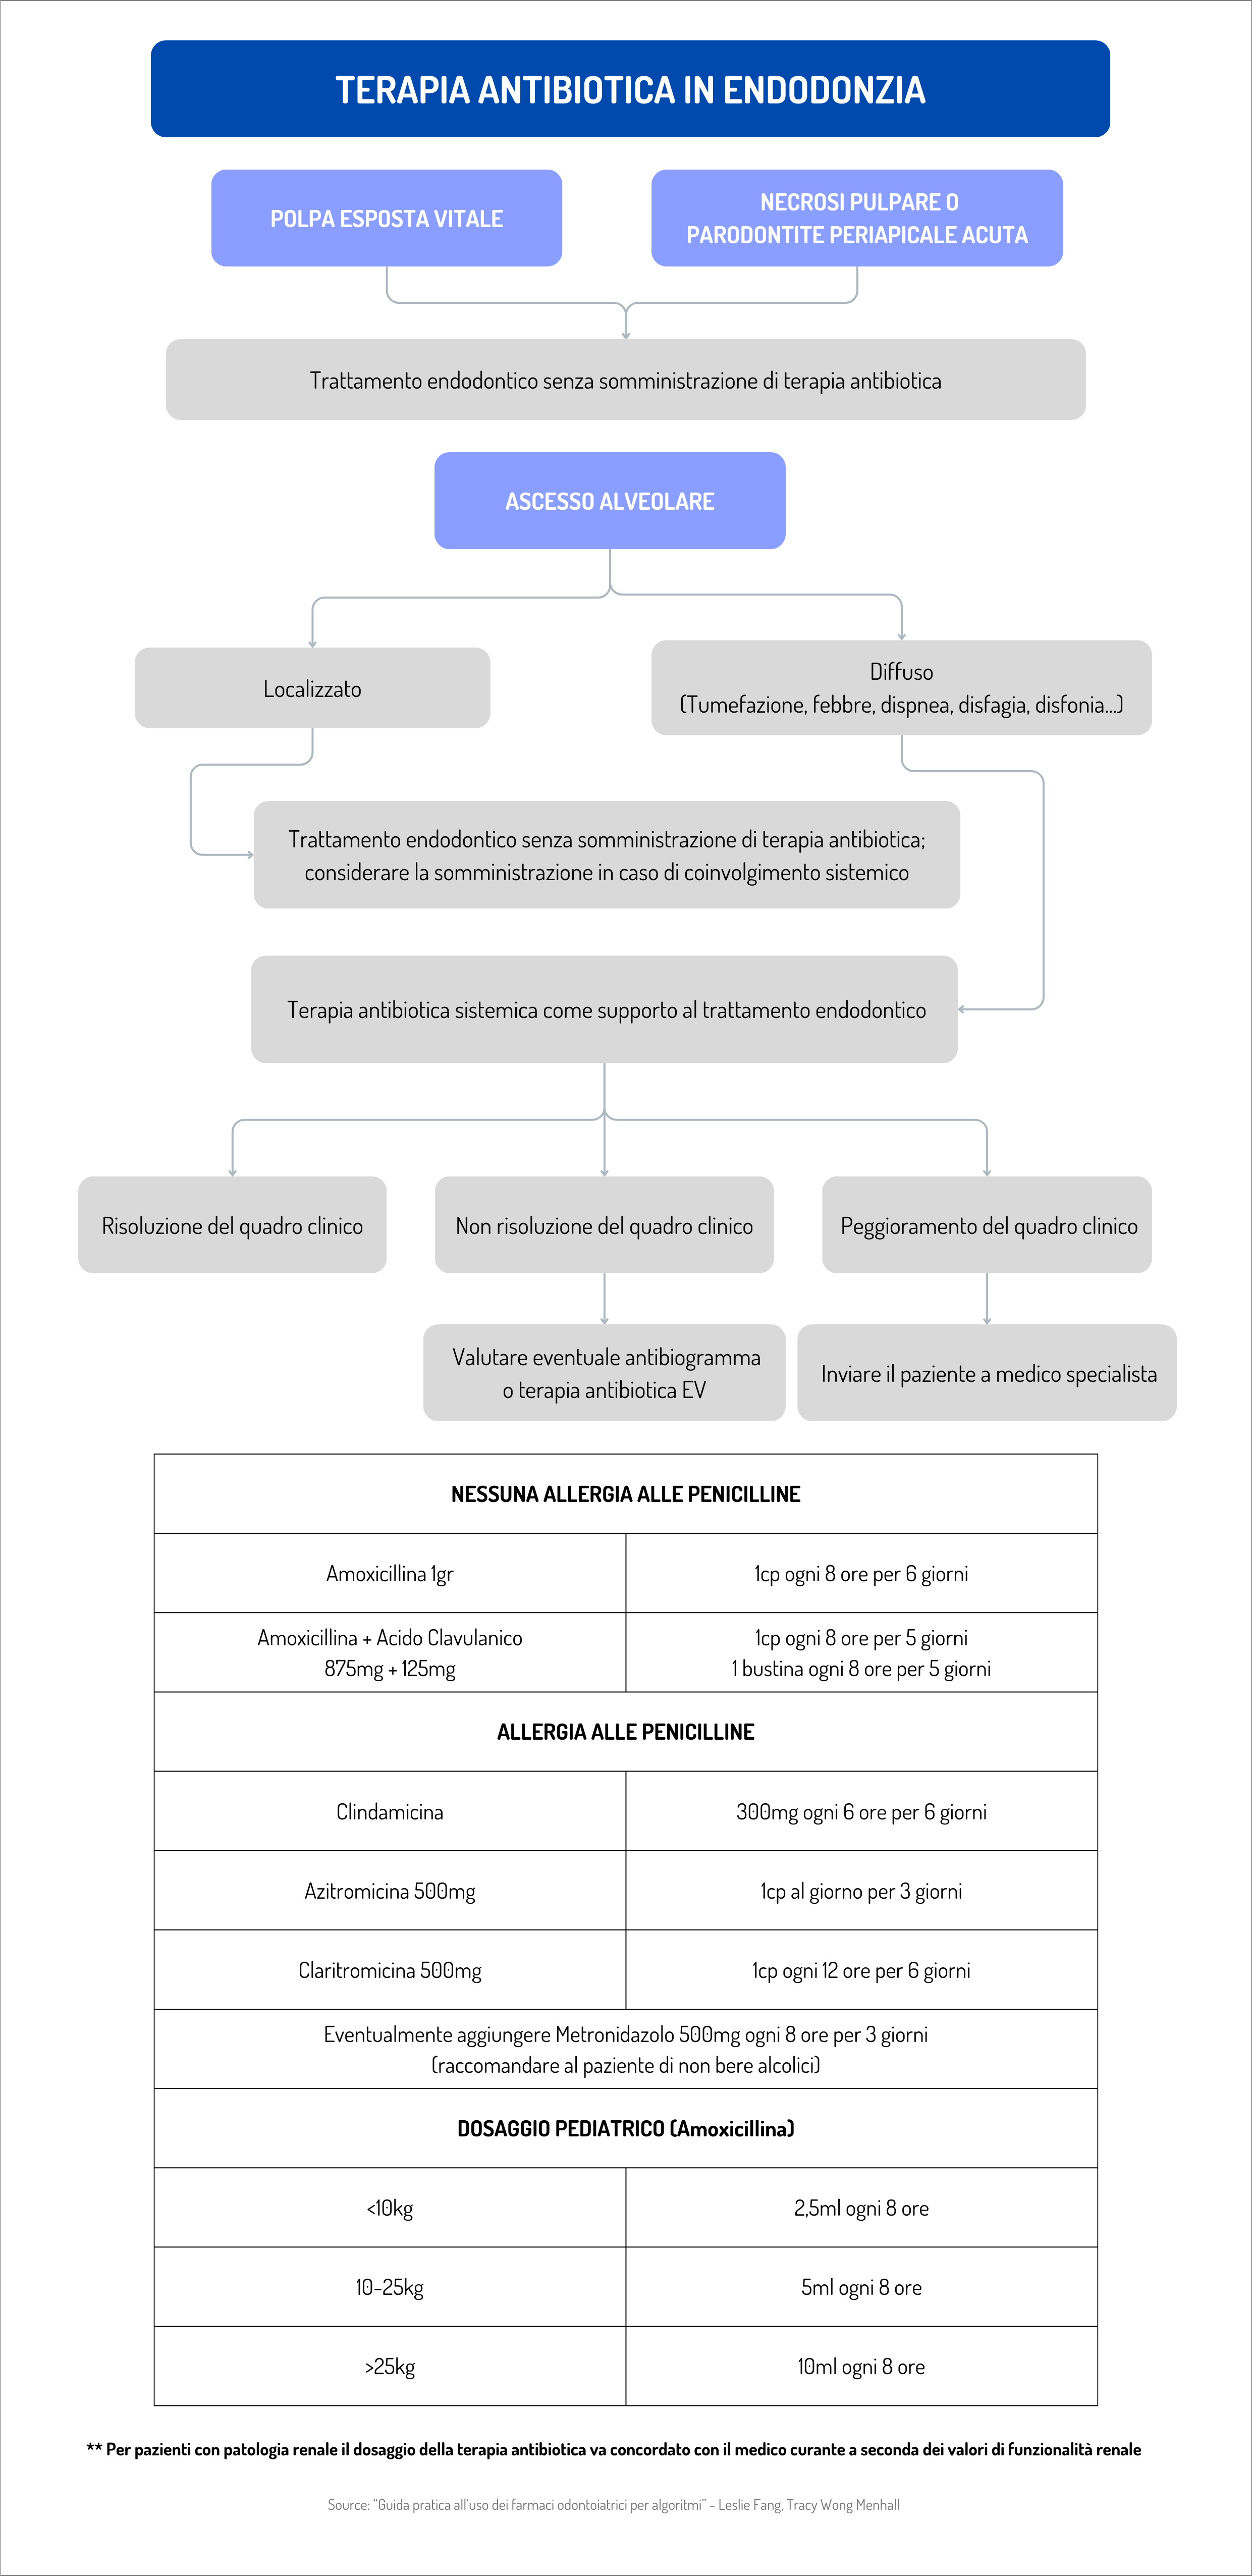 TERAPIA ANTIBIOTICA IN ENDODONZIA
POLPA ESPOSTA VITALE
NECROSI PULPARE O
PARODONTITE PERIAPICALE ACUTA
Trattamento endodontico senza somministrazione di terapia antibiotica
ASCESSO ALVEOLARE
Localizzato
Diffuso
(Tumefazione, febbre, dispnea, disfagia, disfonia...)
Trattamento endodontico senza somministrazione di terapia antibiotica;
considerare la somministrazione in caso di coinvolgimento sistemico
Terapia antibiotica sistemica come supporto al trattamento endodontico
Risoluzione del quadro clinico
Non risoluzione del quadro clinico
Peggioramento del quadro clinico
Valutare eventuale antibiogramma
o terapia antibiotica EV
Inviare il paziente a medico specialista
NESSUNA ALLERGIA ALLE PENICILLINE
Amoxicillina 1gr
1cp ogni 8 ore per 6 giorni
Amoxicillina + Acido Clavulanico
875mg + 125mg
1cp ogni 8 ore per 5 giorni
1 bustina ogni 8 ore per 5 giorni
ALLERGIA ALLE PENICILLINE
Clindamicina
300mg ogni 6 ore per 6 giorni
Azitromicina 500mg
1cp al giorno per 3 giorni
Claritromicina 500mg
1cp ogni 12 ore per 6 giorni
Eventualmente aggiungere Metronidazolo 500mg ogni 8 ore per 3 giorni
(raccomandare al paziente di non bere alcolici)
DOSAGGIO PEDIATRICO (Amoxicillina)
<10kg
2,5ml ogni 8 ore
10-25kg
5ml ogni 8 ore
>25kg
10ml ogni 8 ore
** Per pazienti con patologia renale il dosaggio della terapia antibiotica va concordato con il medico curante a seconda dei valori di funzionalità renale
Source: “Guida pratica all’uso dei farmaci odontoiatrici per algoritmi” - Leslie Fang, Tracy Wong Menhall